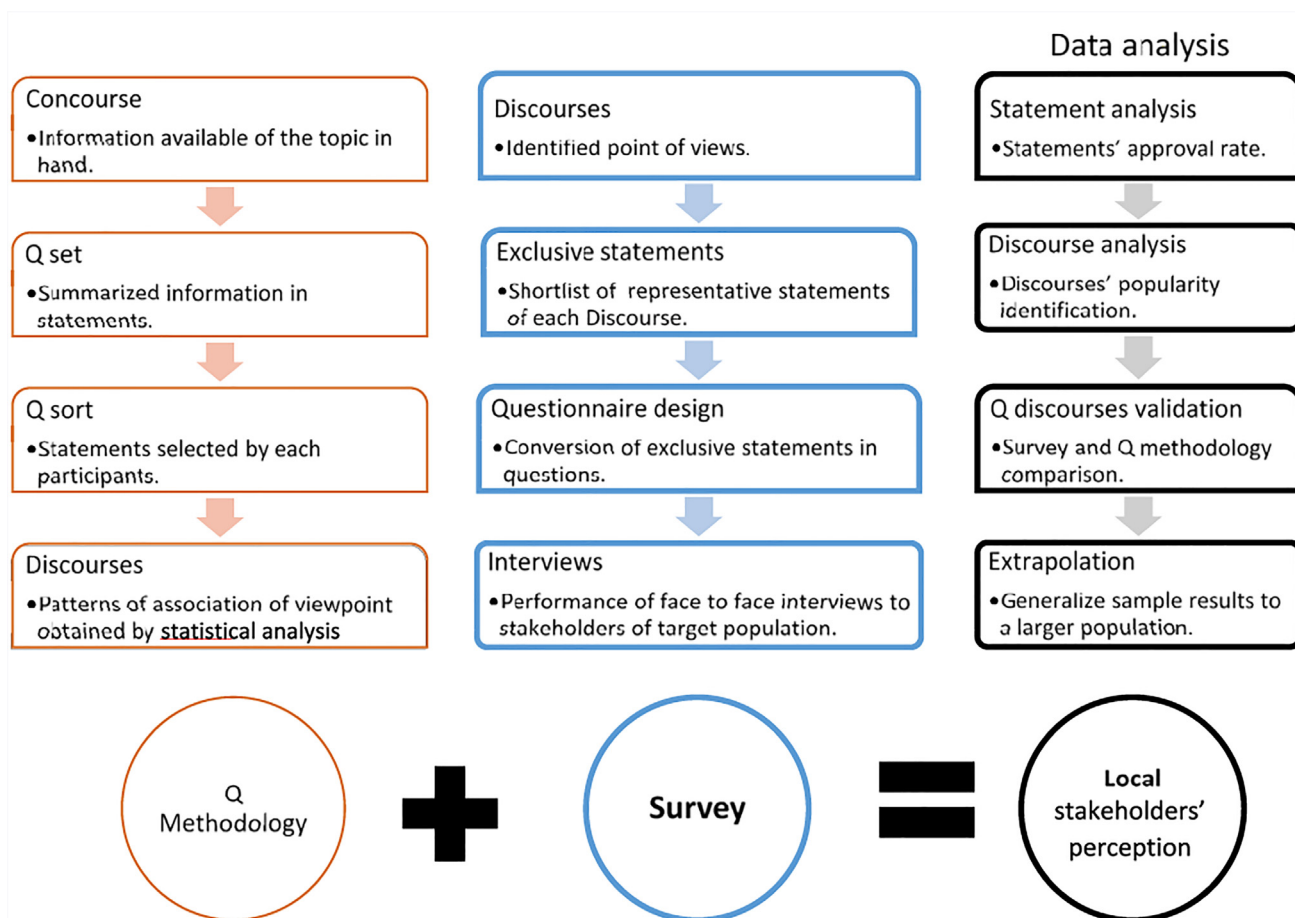 Concourse
•Information available of the topic in
hand.
Q set
•Summarized information in
statements.
Q sort
•Statements selected by each
participants.
Discourses
•Patterns of association of viewpoint
obtained by statistical analysis
Discourses
•Identified point of views.
Exclusive statements
•Shortlist of representative statements
of each Discourse.
Questionnaire design
•Conversion of exclusive statements in
questions.
Interviews
•Performance of face to face interviews to
stakeholders of target population.
Data analysis
Statement analysis
•Statements’ approval rate.
Discourse analysis
•Discourses’ popularity
identification.
Q discourses validation
•Survey and Q methodology
comparison.
Extrapolation
•Generalize sample results to
a larger population.
Q
Methodology
Survey
Local
stakeholders’
perception